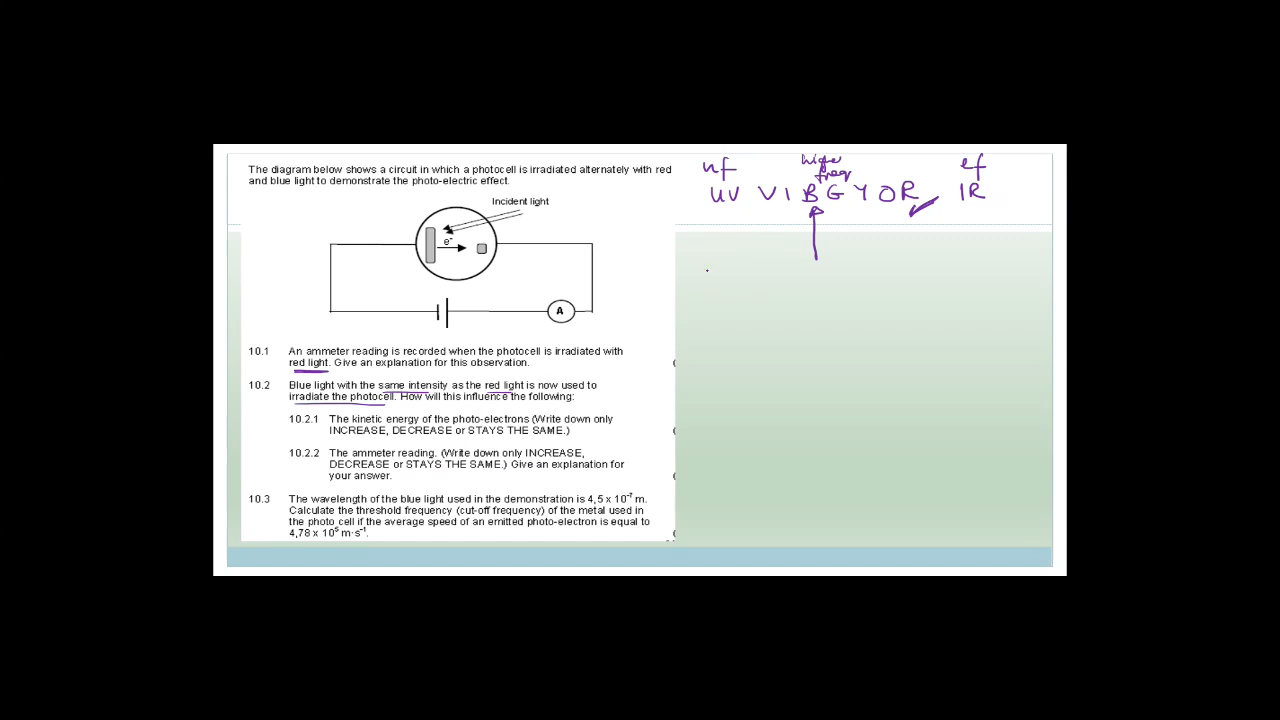 The diagram below shows a circuit in which a photocell is irradiated alternately with red
and blue light to demonstrate the photo-electric effect.
Incident light
e⁻
A
10.1 An ammeter reading is recorded when the photocell is irradiated with
red light. Give an explanation for this observation.
10.2 Blue light with the same intensity as the red light is now used to
irradiate the photocell. How will this influence the following:
10.2.1 The kinetic energy of the photo-electrons (Write down only
INCREASE, DECREASE or STAYS THE SAME.)
10.2.2 The ammeter reading. (Write down only INCREASE,
DECREASE or STAYS THE SAME.) Give an explanation for
your answer.
10.3 The wavelength of the blue light used in the demonstration is 4,5 x 10⁻⁷ m.
Calculate the threshold frequency (cut-off frequency) of the metal used in
the photo cell if the average speed of an emitted photo-electron is equal to
4,78 x 10⁵ m·s⁻¹.
freq
UV V I B G Y O R IR